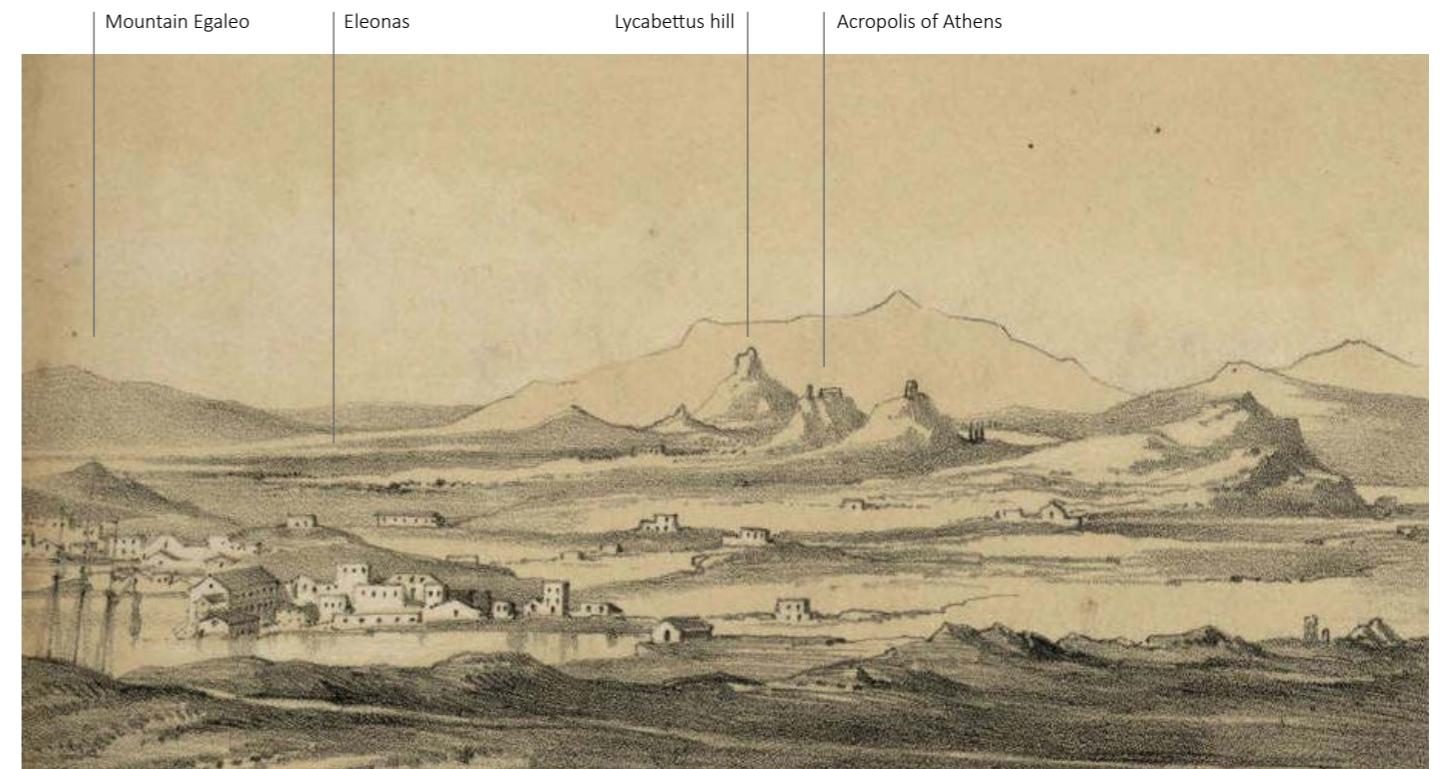 Mountain Egaleo
Eleonas
Lycabettus hill
Acropolis of Athens